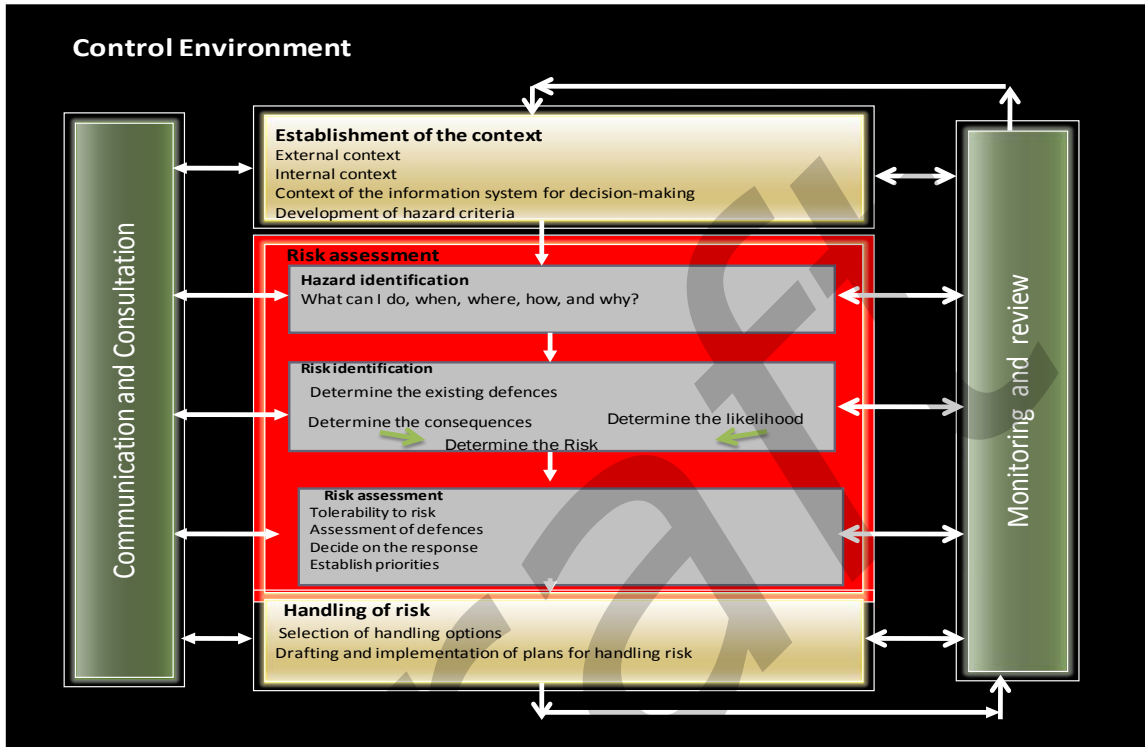 Control Environment
Communication and Consultation
Establishment of the context
External context
Internal context
Context of the information system for decision-making
Development of hazard criteria
Risk assessment
Hazard identification
What can I do, when, where, how, and why?
Risk identification
Determine the existing defences
Determine the consequences
Determine the likelihood
Determine the Risk
Risk assessment
Tolerability to risk
Assessment of defences
Decide on the response
Establish priorities
Handling of risk
Selection of handling options
Drafting and implementation of plans for handling risk
Monitoring and review